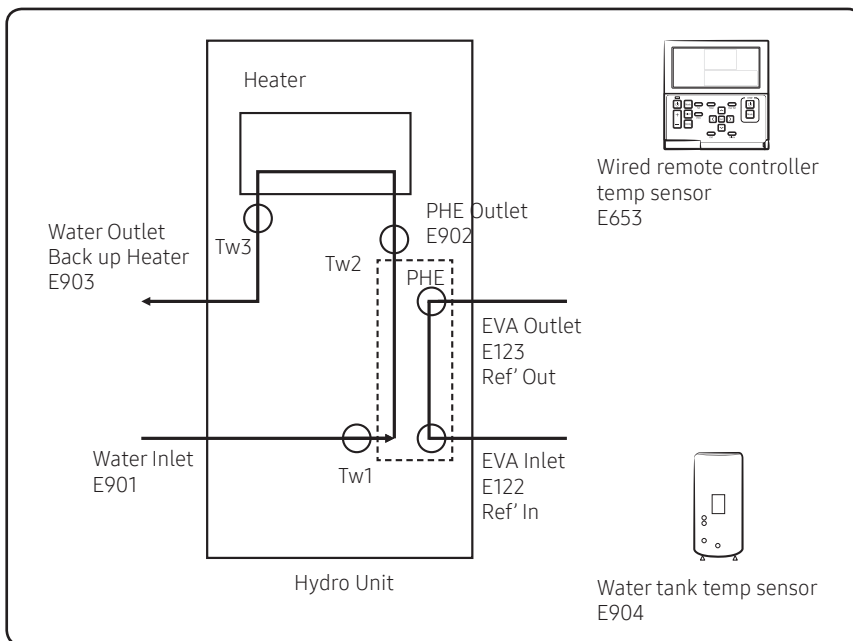 Heater
Wired remote controller
temp sensor
E653
PHE Outlet
E902
Water Outlet
Back up Heater
E903
Tw3
Tw2
PHE
EVA Outlet
E123
Ref’ Out
Water Inlet
E901
Tw1
EVA Inlet
E122
Ref’ In
Hydro Unit
Water tank temp sensor
E904